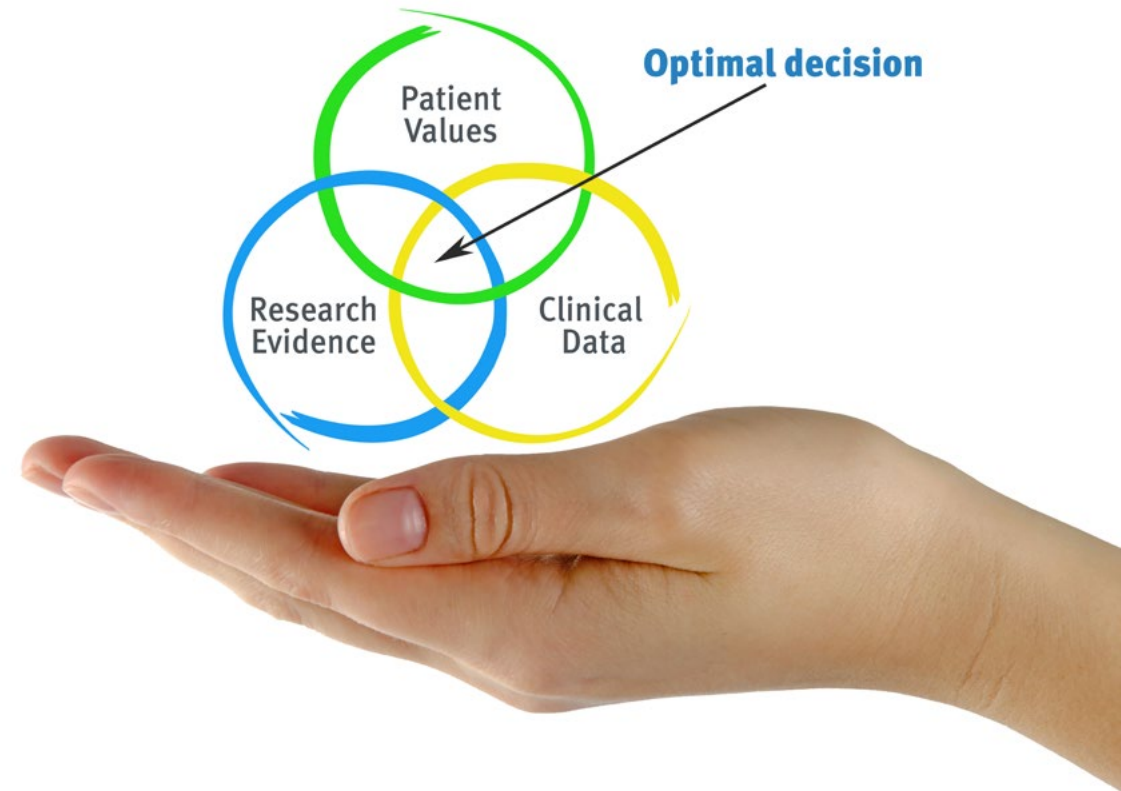 Optimal decision
Patient
Values
Research
Evidence
Clinical
Data